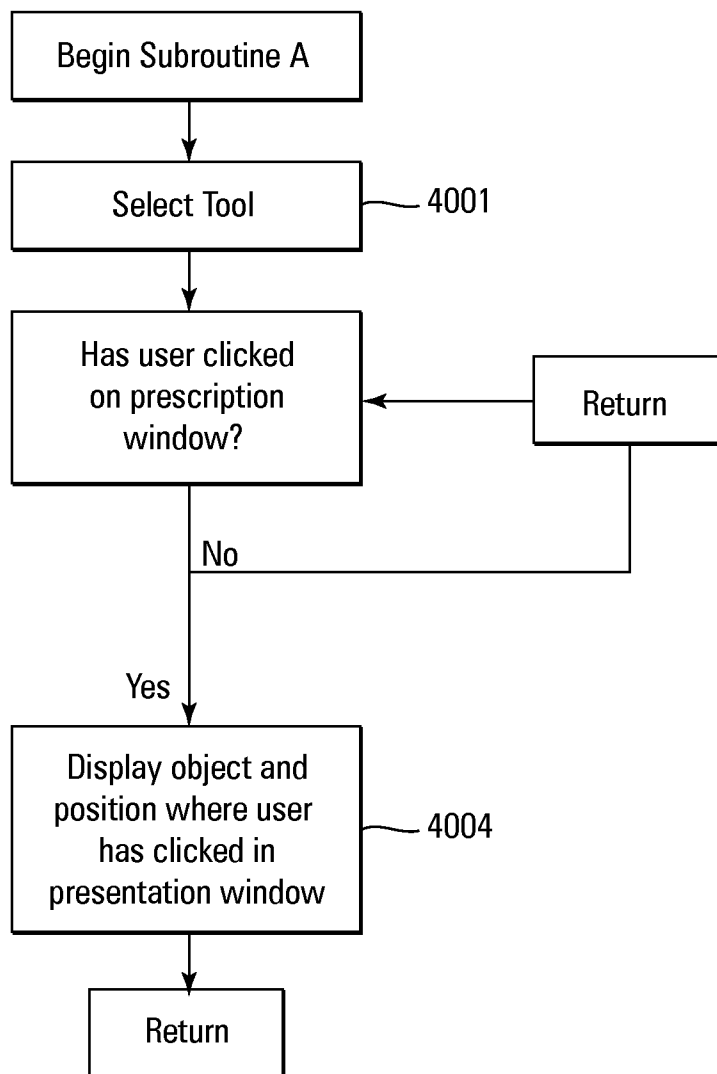 Begin Subroutine A
Select Tool
4001
Has user clicked
on prescription
window?
Return
No
Yes
Display object and
position where user
has clicked in
presentation window
4004
Return